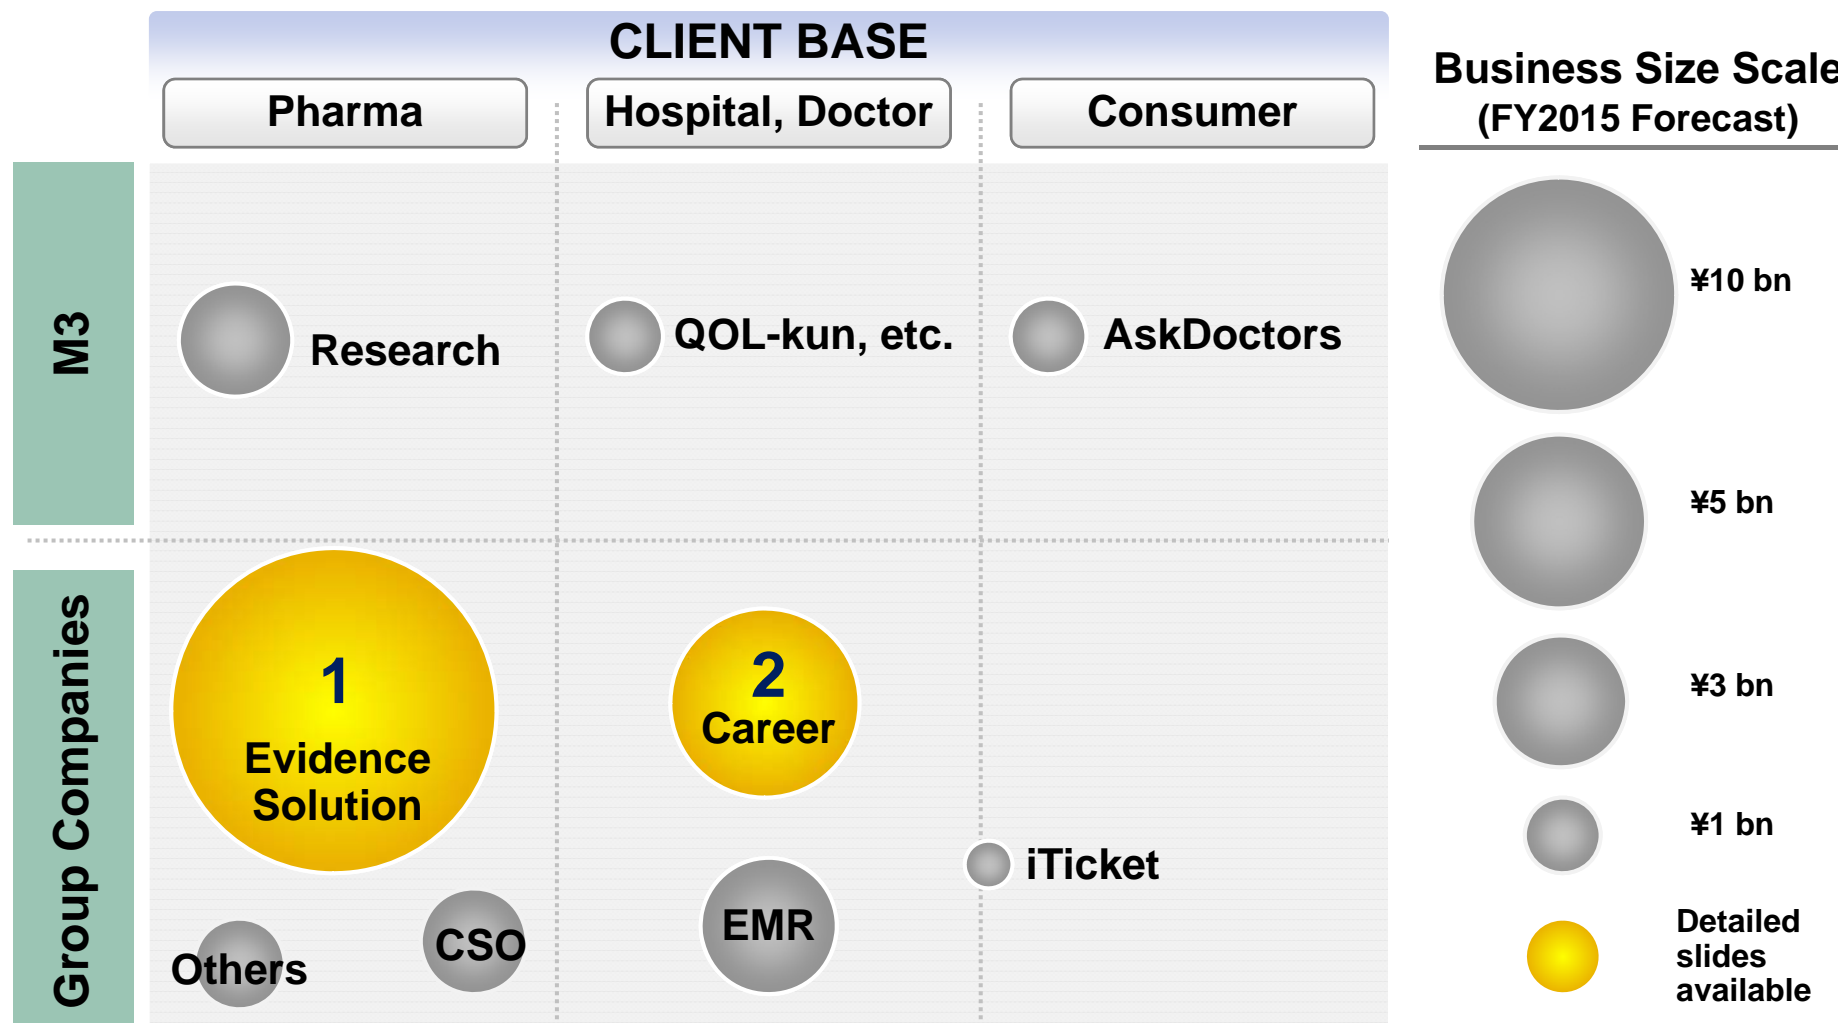 CLIENT BASE
Pharma
Hospital, Doctor
Consumer
Business Size Scale
(FY2015 Forecast)
M3
Research
QOL-kun, etc.
AskDoctors
¥10 bn
¥5 bn
¥3 bn
¥1 bn
Detailed
slides
available
Group Companies
1
Evidence
Solution
2
Career
iTicket
Others
CSO
EMR